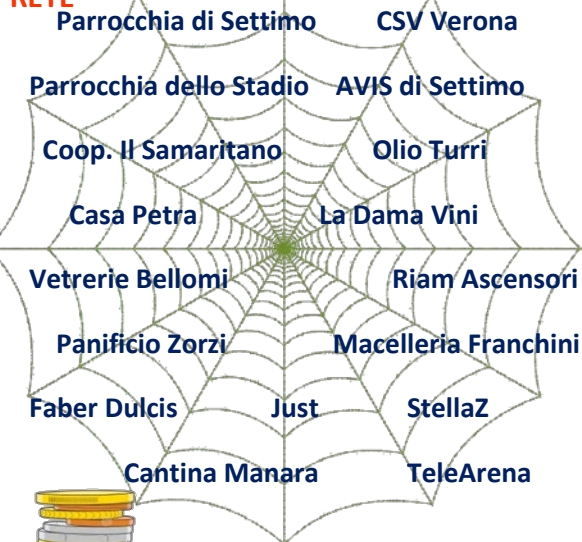 RETE
Parrocchia di Settimo CSV Verona
Parrocchia dello Stadio AVIS di Settimo
Coop. Il Samaritano Olio Turri
Casa Petra La Dama Vini
Vetrerie Bellomi Riam Ascensori
Panificio Zorzi Macelleria Franchini
Faber Dulcis Just StellaZ
Cantina Manara TeleArena